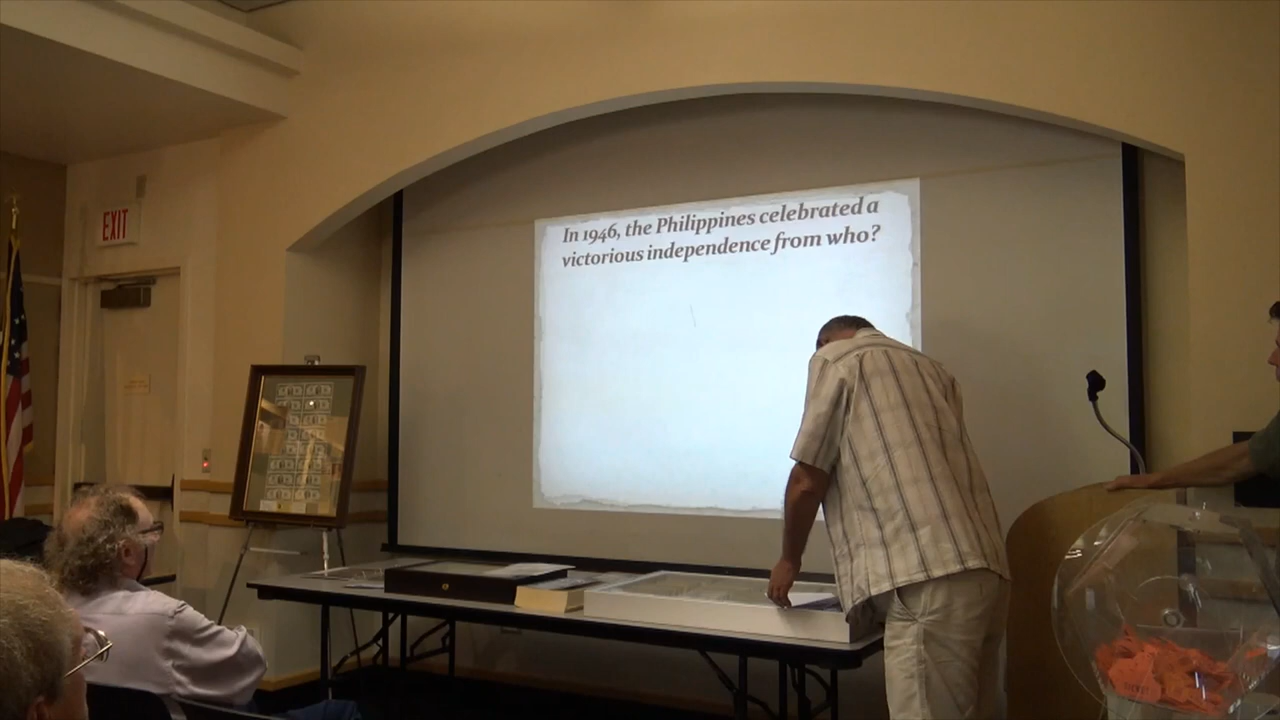 EXIT
In 1946, the Philippines celebrated a
victorious independence from who?